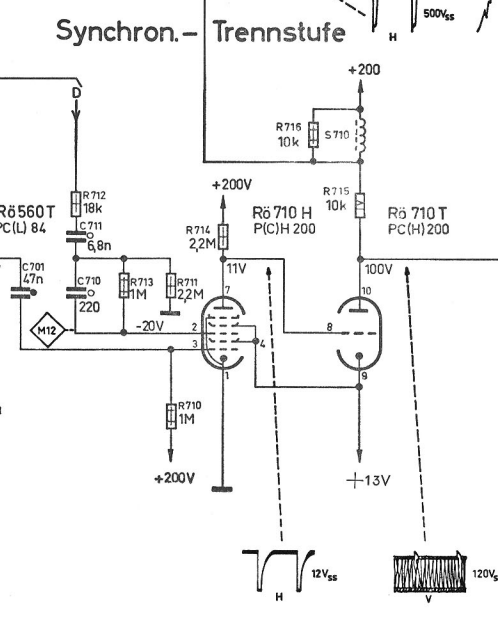 500Vss
H
Synchron.- Trennstufe
+200
D
R716
10k
S710
R712
18k
+200V
R715
10k
Rö560T
PC(L) 84
C711
6,8n
R714
2,2M
Rö 710 H
P(C)H 200
Rö 710 T
PC(H) 200
C701
47n
C710
220
R713
1M
R711
2,2M
11V
100V
7
10
M12
-20V
2
3
4
8
1
9
R710
1M
+200V
+13V
12Vss
H
120Vs
V